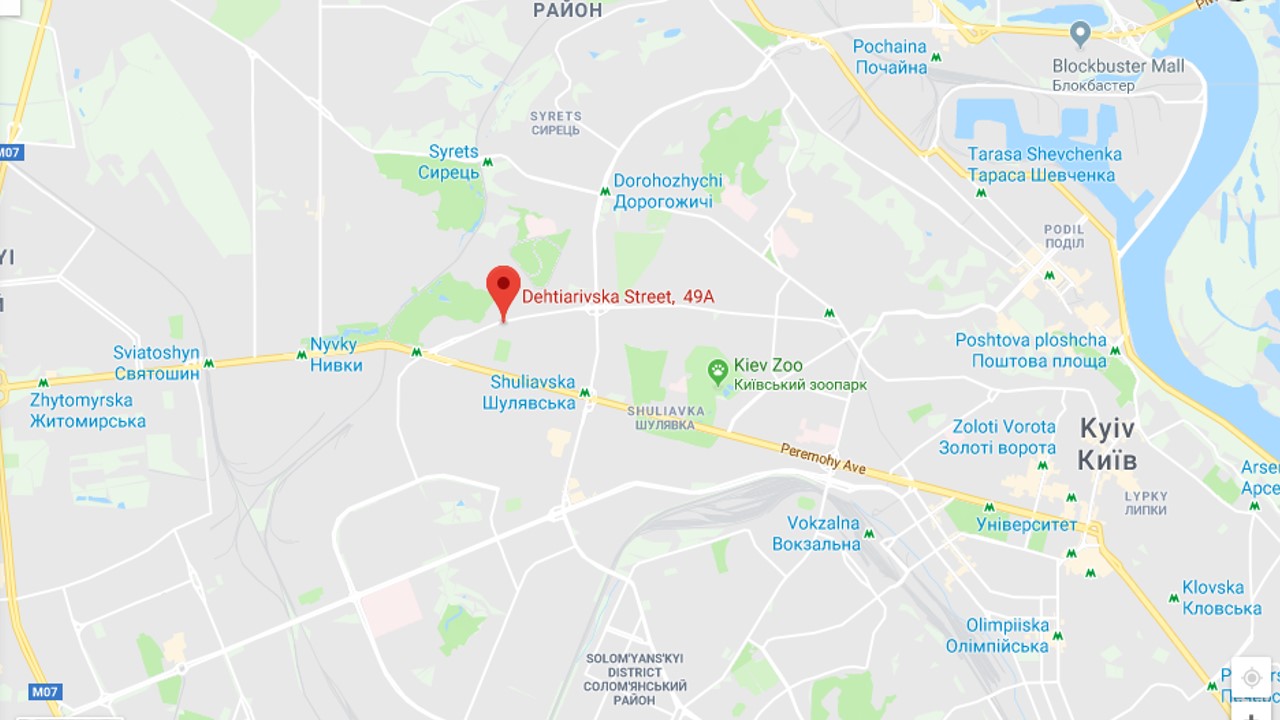 РАЙОН
Pochaina
Почайна
Blockbuster Mall
Блокбастер
SYRETS
СИРЕЦЬ
M07
Syrets
Сирець
Dorohozhychi
Дорогожичі
Tarasa Shevchenka
Тараса Шевченка
PODIL
ПОДІЛ
YI
Й
Dehtiarivska Street, 49A
Sviatoshyn
Святошин
Nyvky
Нивки
Poshtova ploshcha
Поштова площа
Kiev Zoo
Київський зоопарк
Zhytomyrska
Житомирська
Shuliavska
Шулявська
SHULIAVKA
ШУЛЯВКА
Peremohy Ave
Zoloti Vorota
Золоті ворота
Kyiv
Київ
Arsen
Арсе
LYPKY
ЛИПКИ
Vokzalna
Вокзальна
Університет
Klovska
Кловська
Olimpiiska
Олімпійська
SOLOM'YANS'KYI
DISTRICT
СОЛОМ'ЯНСЬКИЙ
РАЙОН
M07